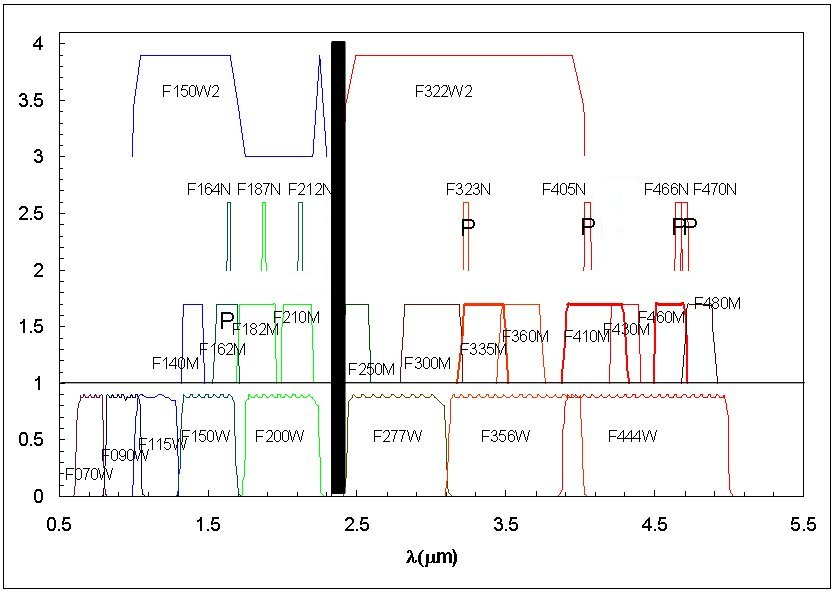 4
F150W2 F322W2
3.5
3
F164N F187N F212N F323N F405N F466N F470N
2.5
P P P P
2
F480M
1.5
P F182M F210M F335M F360M F410M F430M F460M
F140M F162M F250M F300M
1
0.5
F070W F090W F115W F150W F200W F277W F356W F444W
0
0.5 1.5 2.5 3.5 4.5 5.5
λ(μm)